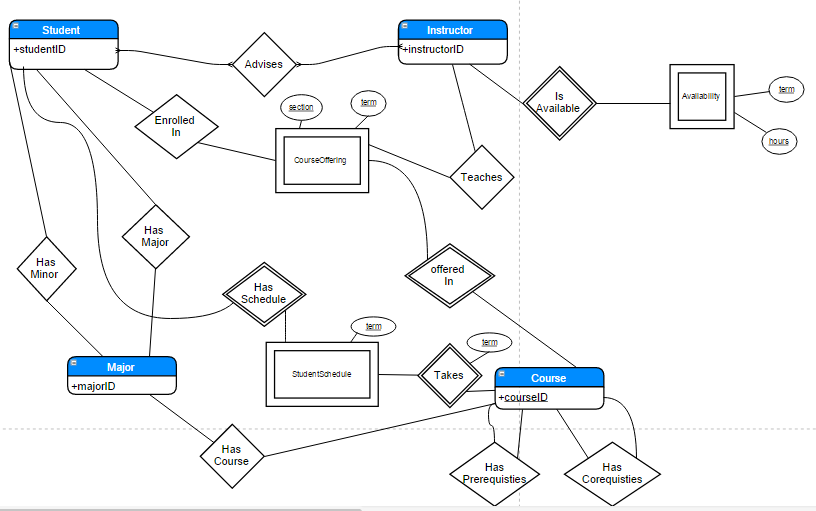 Student
+studentID
Instructor
+instructorID
Advises
Is
Available
Availability
term
hours
section
term
Enrolled
In
CourseOffering
Teaches
Has
Major
Has
Minor
offered
In
Has
Schedule
term
StudentSchedule
term
Takes
Major
+majorID
Course
+courseID
Has
Course
Has
Prerequisties
Has
Corequisties